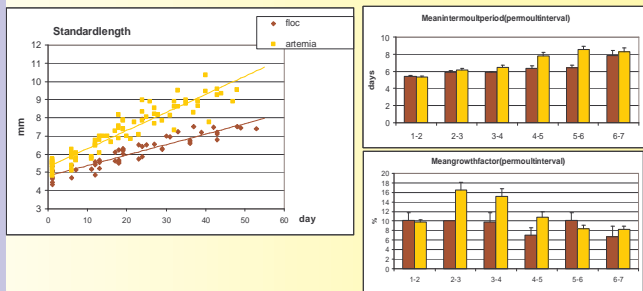 Standardlength
floc
artemia
mm
12
11
10
9
8
7
6
5
4
3
0 10 20 30 40 50 60
day
Meanintermoultperiod(permoultinterval)
days
10
8
6
4
2
0
1-2 2-3 3-4 4-5 5-6 6-7
Meangrowthfactor(permoultinterval)
%
20
18
16
14
12
10
8
6
4
2
0
1-2 2-3 3-4 4-5 5-6 6-7